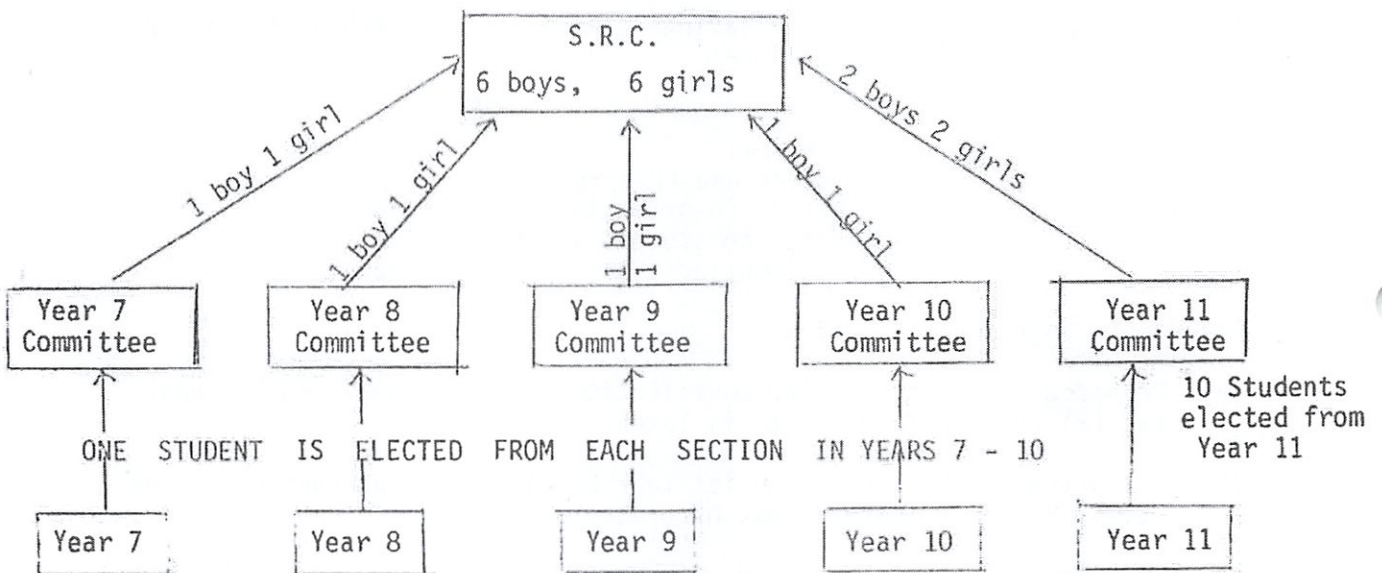 S.R.C.
6 boys, 6 girls
1 boy 1 girl
1 boy 1 girl
1 boy
1 girl
1 boy 1 girl
2 boys 2 girls
Year 7
Committee
Year 8
Committee
Year 9
Committee
Year 10
Committee
Year 11
Committee
10 Students
elected from
Year 11
ONE STUDENT IS ELECTED FROM EACH SECTION IN YEARS 7 - 10
Year 7
Year 8
Year 9
Year 10
Year 11